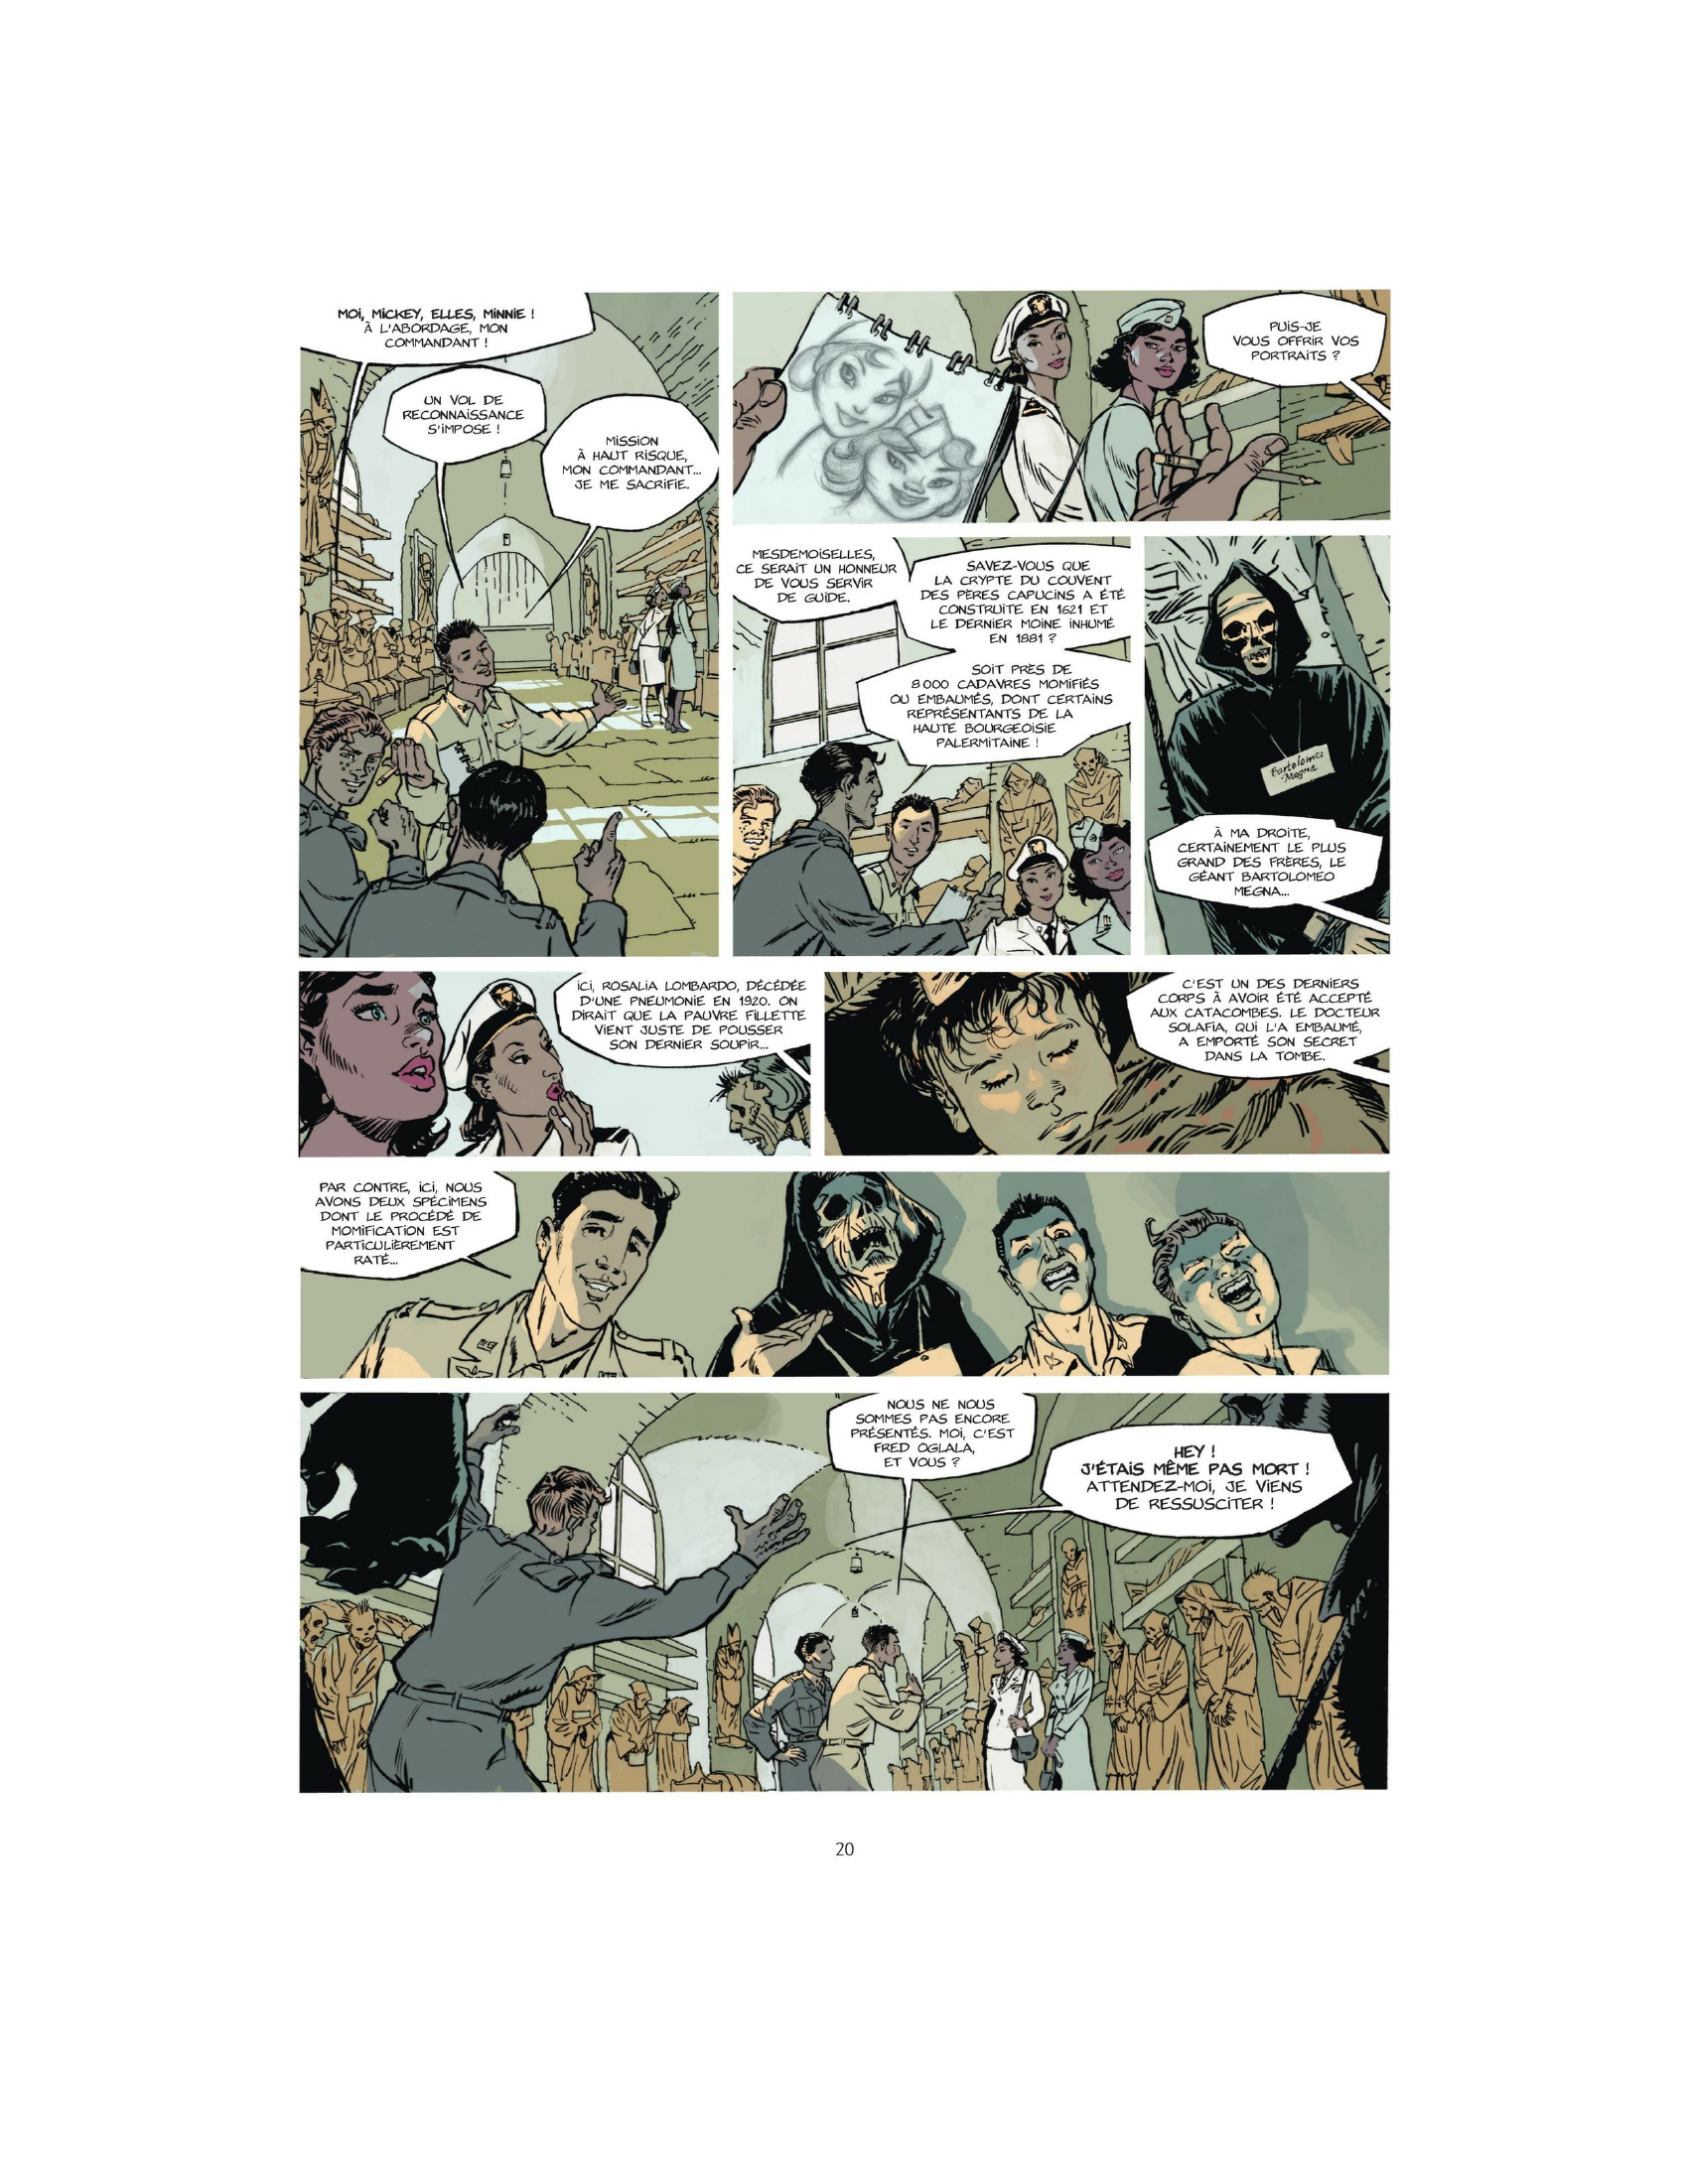 MOI, MICKEY, ELLES, MINNIE !
À L'ABORDAGE, MON
COMMANDANT !
UN VOL DE
RECONNAISSANCE
S'IMPOSE !
MISSION
À HAUT RISQUE,
MON COMMANDANT...
JE ME SACRIFIE.
PUIS-JE
VOUS OFFRIR VOS
PORTRAITS ?
MESDEMOISELLES,
CE SERAIT UN HONNEUR
DE VOUS SERVIR
DE GUIDE.
SAVEZ-VOUS QUE
LA CRYPTE DU COUVENT
DES PÈRES CAPUCINS A ÉTÉ
CONSTRUITE EN 1621 ET
LE DERNIER MOINE INHUMÉ
EN 1881 ?
SOIT PRÈS DE
8 000 CADAVRES MOMIFIÉS
OU EMBAUMÉS, DONT CERTAINS
REPRÉSENTANTS DE LA
HAUTE BOURGEOISIE
PALERMITAINE !
Bartolomeo
Megna
À MA DROITE,
CERTAINEMENT LE PLUS
GRAND DES FRÈRES, LE
GÉANT BARTOLOMEO
MEGNA...
ICI, ROSALIA LOMBARDO, DÉCÉDÉE
D'UNE PNEUMONIE EN 1920. ON
DIRAIT QUE LA PAUVRE FILLETTE
VIENT JUSTE DE POUSSER
SON DERNIER SOUPIR...
C'EST UN DES DERNIERS
CORPS À AVOIR ÉTÉ ACCEPTÉ
AUX CATACOMBES. LE DOCTEUR
SOLAFIA, QUI L'A EMBAUMÉ,
A EMPORTÉ SON SECRET
DANS LA TOMBE.
PAR CONTRE, ICI, NOUS
AVONS DEUX SPÉCIMENS
DONT LE PROCÉDÉ DE
MOMIFICATION EST
PARTICULIÈREMENT
RATÉ...
NOUS NE NOUS
SOMMES PAS ENCORE
PRÉSENTÉS. MOI, C'EST
FRED OGLALA,
ET VOUS ?
HEY !
J'ÉTAIS MÊME PAS MORT !
ATTENDEZ-MOI, JE VIENS
DE RESSUSCITER !
20